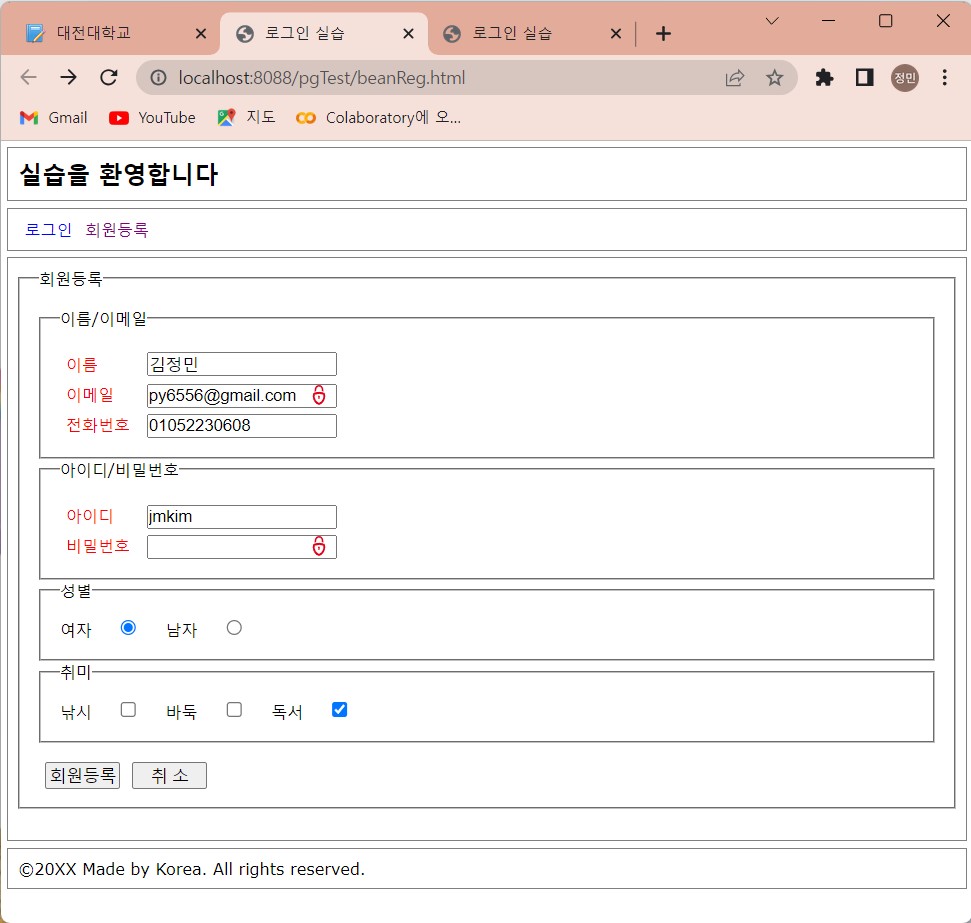 대전대학교 로그인 실습 로그인 실습
localhost:8088/pgTest/beanReg.html 정민
Gmail YouTube 지도 Colaboratory에 오...
실습을 환영합니다
로그인 회원등록
회원등록
이름/이메일
이름 김정민
이메일 py6556@gmail.com
전화번호 01052230608
아이디/비밀번호
아이디 jmkim
비밀번호
성별
여자 남자
취미
낚시 바둑 독서
회원등록 취 소
©20XX Made by Korea. All rights reserved.